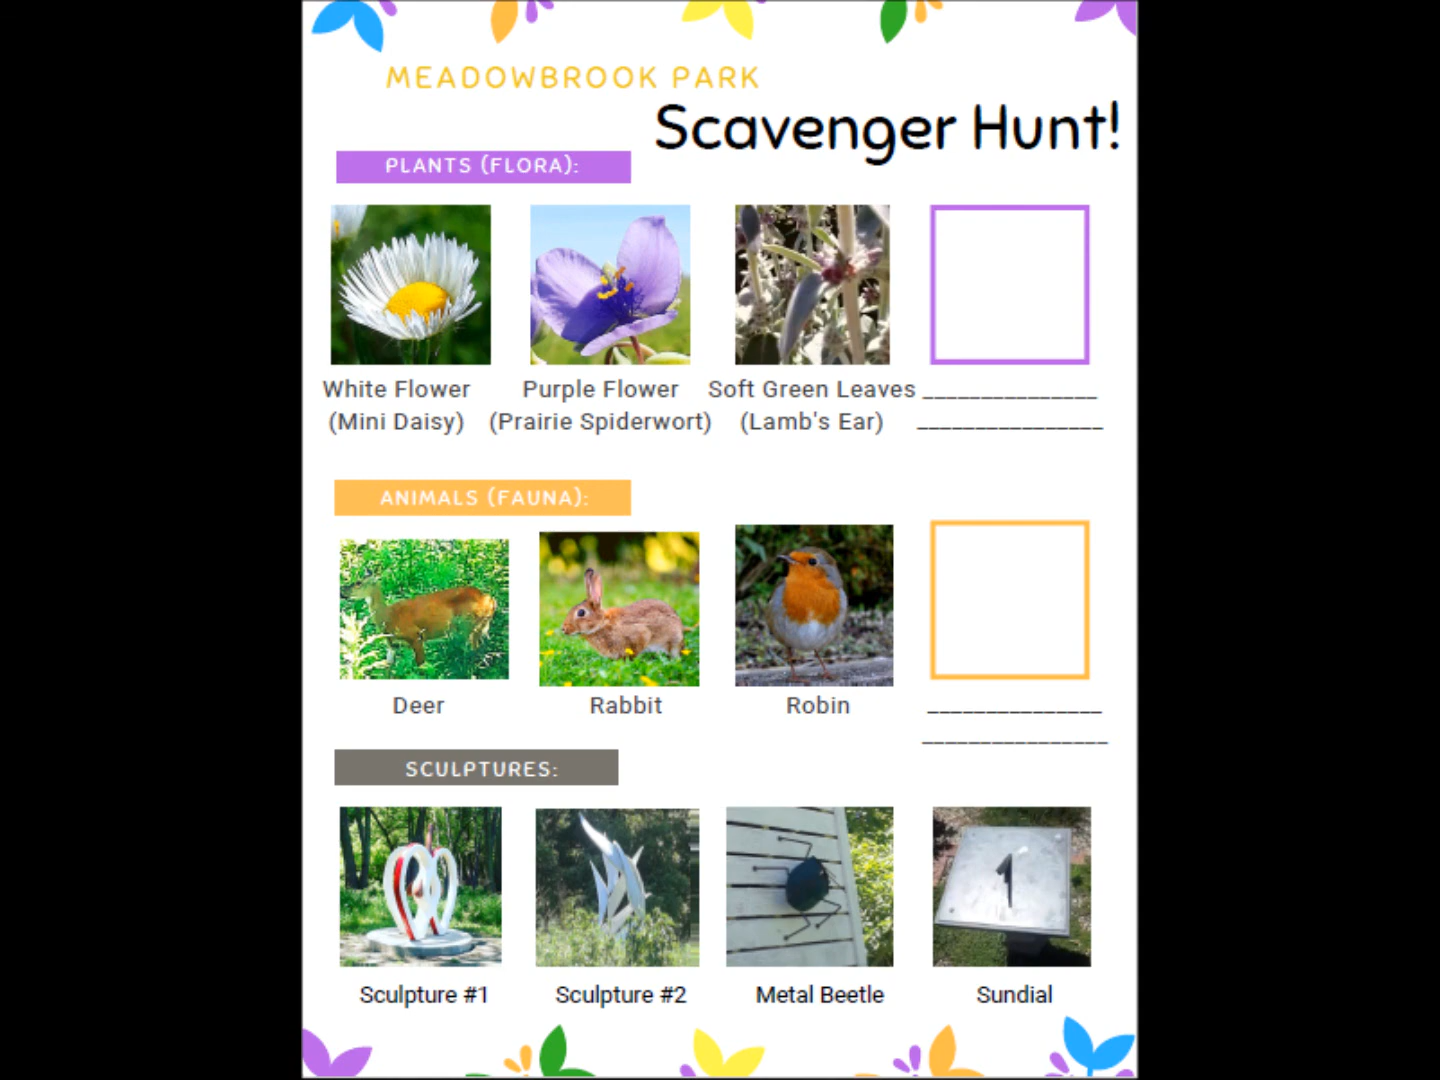 MEADOWBROOK PARK
Scavenger Hunt!
PLANTS (FLORA):
White Flower
(Mini Daisy)
Purple Flower
(Prairie Spiderwort)
Soft Green Leaves
(Lamb's Ear)
ANIMALS (FAUNA):
Deer
Rabbit
Robin
SCULPTURES:
1
Sculpture #1
Sculpture #2
Metal Beetle
Sundial